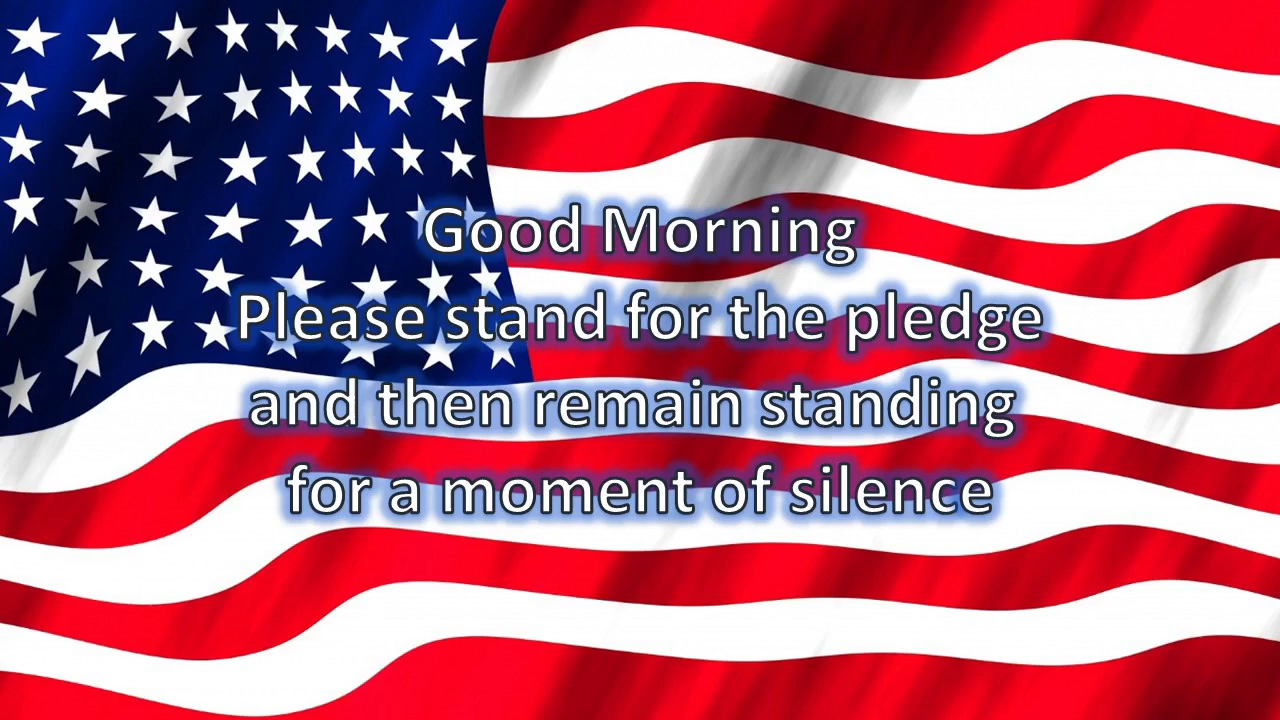 Good Morning
Please stand for the pledge
and then remain standing
for a moment of silence